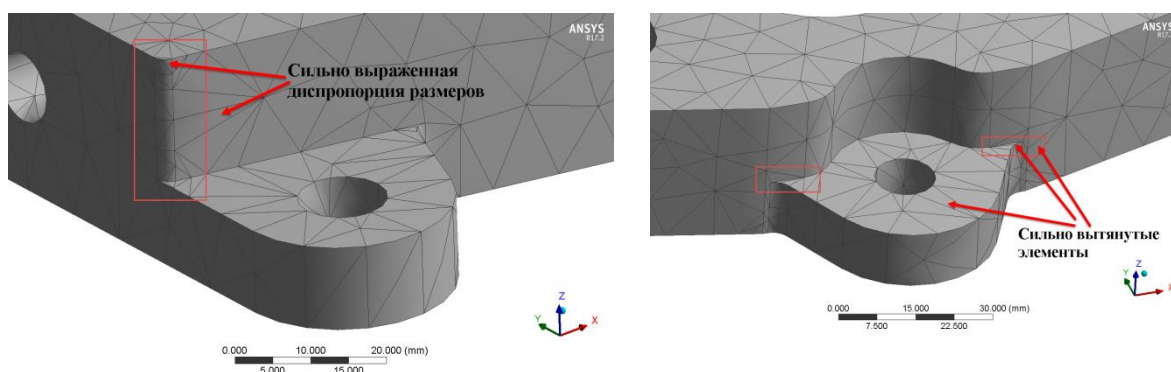 ANSYS
R17.2
Сильно выраженная
диспропорция размеров
Z
Y
X
0.000
10.000
20.000 (mm)
5.000
15.000
ANSYS
R17.2
Сильно вытянутые
элементы
Z
Y
X
0.000
15.000
30.000 (mm)
7.500
22.500